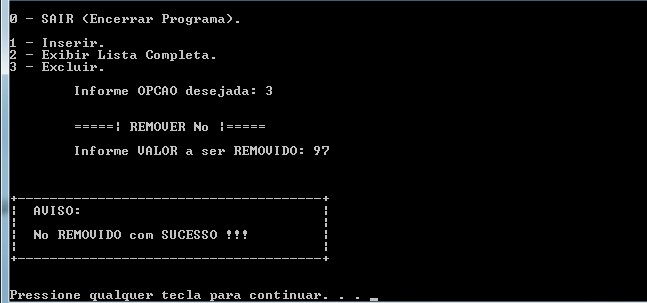 0 - SAIR (Encerrar Programa).
1 - Inserir.
2 - Exibir Lista Completa.
3 - Excluir.
Informe OPCAO desejada: 3
=====¦ REMOVER No ¦=====
Informe VALOR a ser REMOVIDO: 97
AVISO:
No REMOVIDO com SUCESSO !!!
Pressione qualquer tecla para continuar. . . _